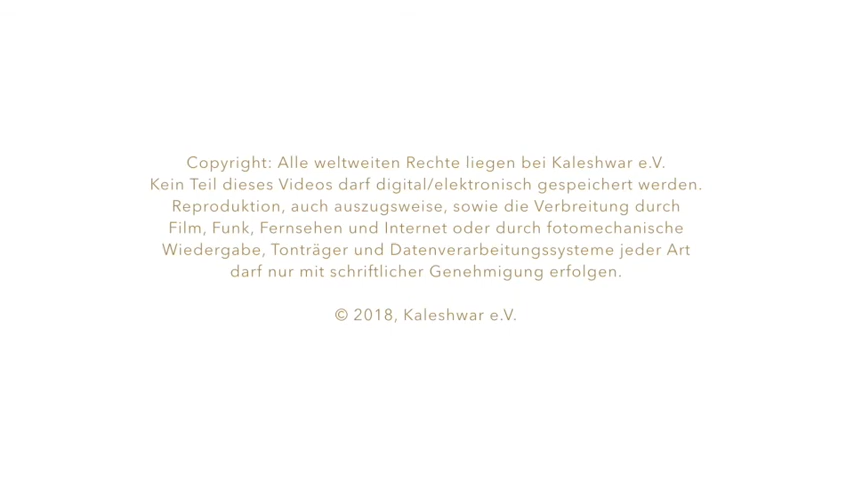 Copyright: Alle weltweiten Rechte liegen bei Kaleshwar e.V.
Kein Teil dieses Videos darf digital/elektronisch gespeichert werden.
Reproduktion, auch auszugsweise, sowie die Verbreitung durch
Film, Funk, Fernsehen und Internet oder durch fotomechanische
Wiedergabe, Tonträger und Datenverarbeitungssysteme jeder Art
darf nur mit schriftlicher Genehmigung erfolgen.
© 2018, Kaleshwar e.V.